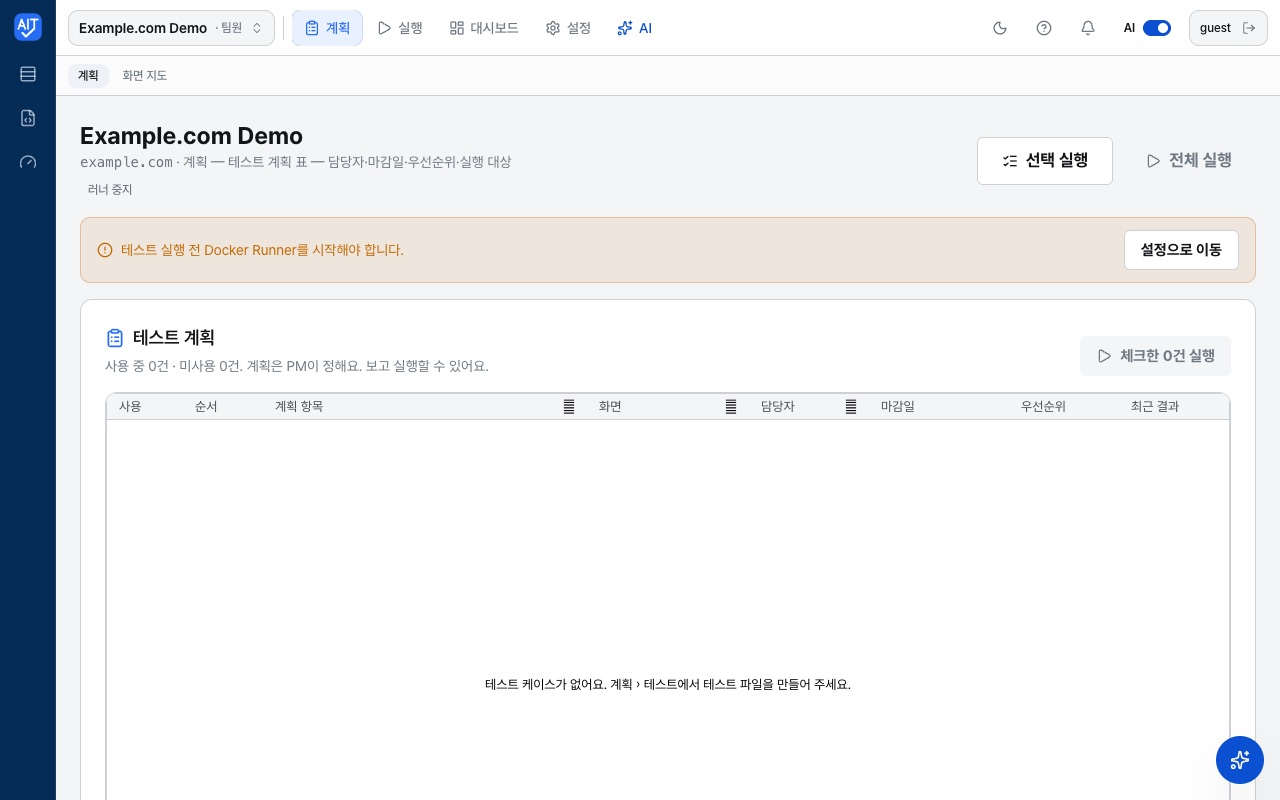 AIT
Example.com Demo · 팀원
계획
실행
대시보드
설정
AI
AI
guest
계획
화면 지도
Example.com Demo
example.com · 계획 — 테스트 계획 표 — 담당자·마감일·우선순위·실행 대상
러너 중지
선택 실행
전체 실행
테스트 실행 전 Docker Runner를 시작해야 합니다.
설정으로 이동
테스트 계획
사용 중 0건 · 미사용 0건. 계획은 PM이 정해요. 보고 실행할 수 있어요.
체크한 0건 실행
사용 순서 계획 항목 화면 담당자 마감일 우선순위 최근 결과
테스트 케이스가 없어요. 계획 › 테스트에서 테스트 파일을 만들어 주세요.